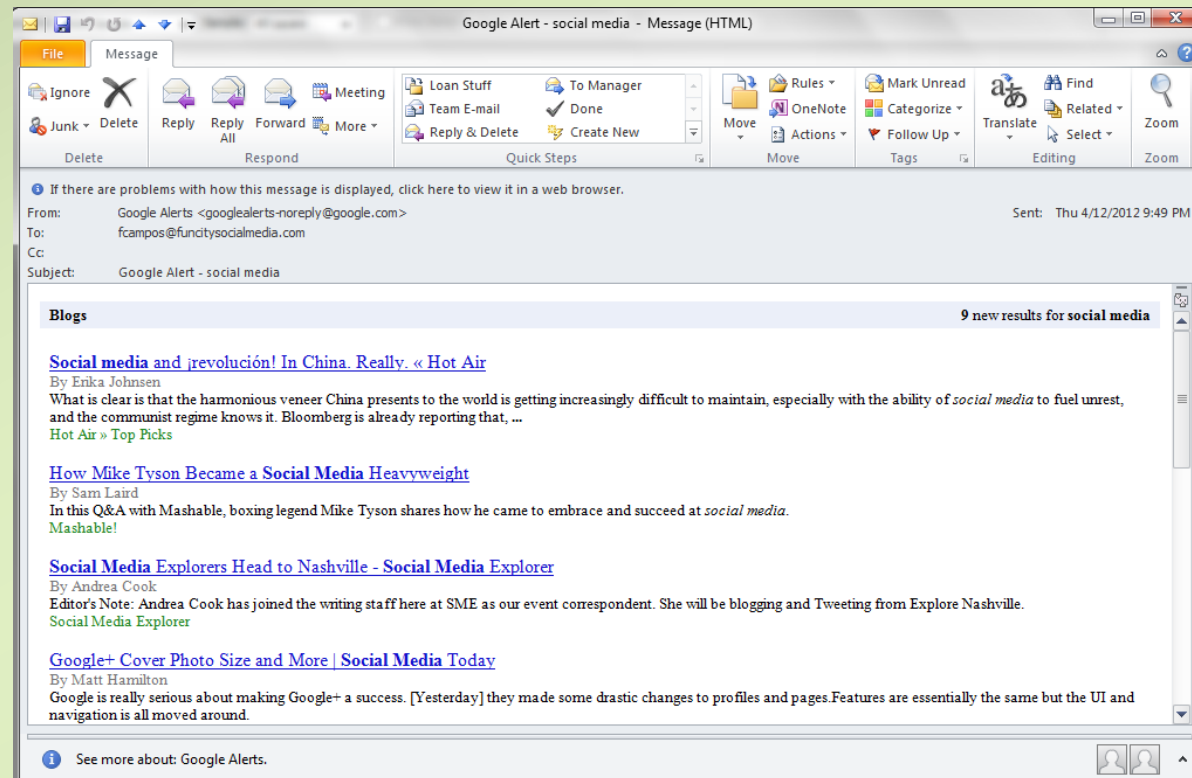 Google Alert - social media - Message (HTML)
File Message
Ignore
Junk
Delete
Reply
Reply All
Forward
Meeting
More
Loan Stuff
Team E-mail
Reply & Delete
To Manager
Done
Create New
Move
Rules
OneNote
Actions
Mark Unread
Categorize
Follow Up
Translate
Find
Related
Select
Zoom
Delete Respond Quick Steps Move Tags Editing Zoom
If there are problems with how this message is displayed, click here to view it in a web browser.
From: Google Alerts <googlealerts-noreply@google.com> Sent: Thu 4/12/2012 9:49 PM
To: fcampos@funcitysocialmedia.com
Cc:
Subject: Google Alert - social media
Blogs 9 new results for social media
Social media and ¡revolución! In China. Really. « Hot Air
By Erika Johnsen
What is clear is that the harmonious veneer China presents to the world is getting increasingly difficult to maintain, especially with the ability of social media to fuel unrest,
and the communist regime knows it. Bloomberg is already reporting that, ...
Hot Air » Top Picks
How Mike Tyson Became a Social Media Heavyweight
By Sam Laird
In this Q&A with Mashable, boxing legend Mike Tyson shares how he came to embrace and succeed at social media.
Mashable!
Social Media Explorers Head to Nashville - Social Media Explorer
By Andrea Cook
Editor's Note: Andrea Cook has joined the writing staff here at SME as our event correspondent. She will be blogging and Tweeting from Explore Nashville.
Social Media Explorer
Google+ Cover Photo Size and More | Social Media Today
By Matt Hamilton
Google is really serious about making Google+ a success. [Yesterday] they made some drastic changes to profiles and pages.Features are essentially the same but the UI and
navigation is all moved around.
See more about: Google Alerts.